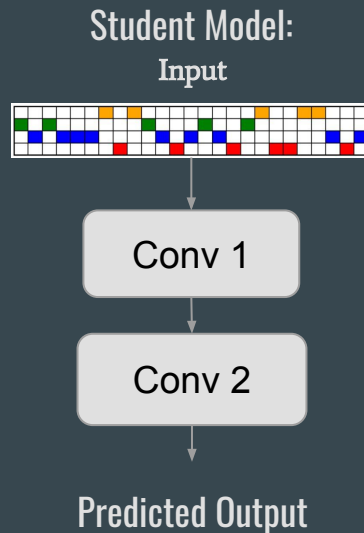 Student Model:
Input
Conv 1
Conv 2
Predicted Output